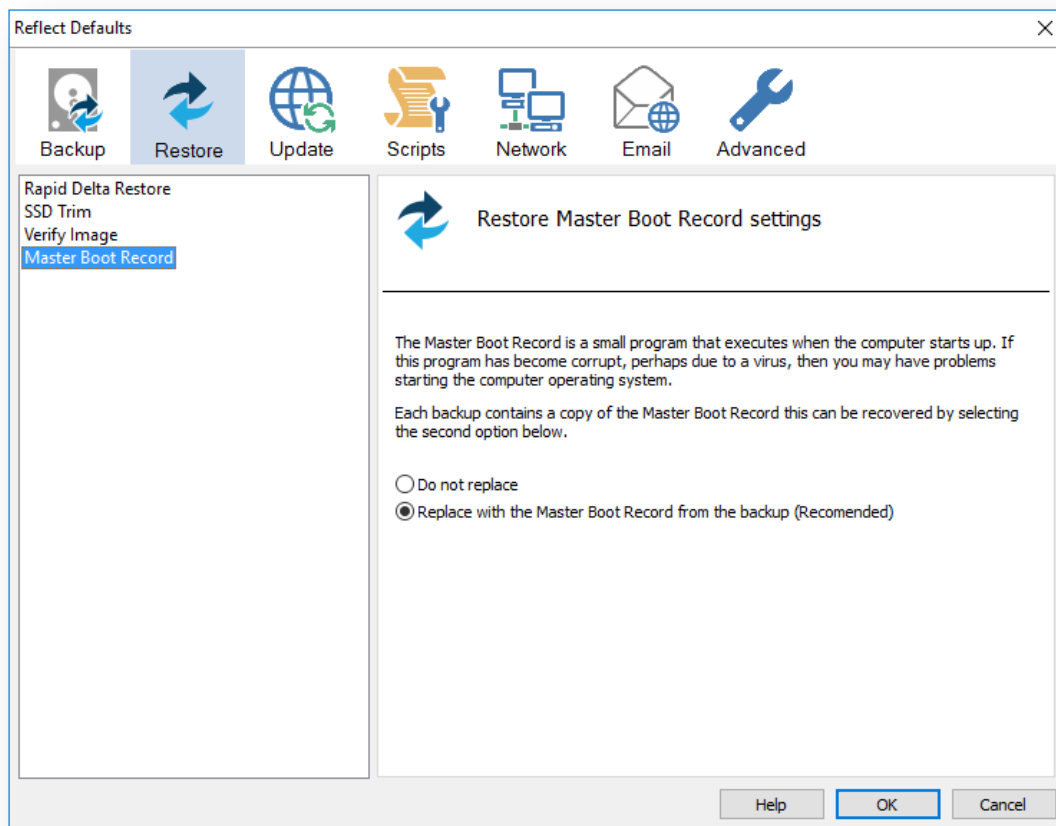 Reflect Defaults
Backup
Restore
Update
Scripts
Network
Email
Advanced
Rapid Delta Restore
SSD Trim
Verify Image
Master Boot Record
Restore Master Boot Record settings
The Master Boot Record is a small program that executes when the computer starts up. If
this program has become corrupt, perhaps due to a virus, then you may have problems
starting the computer operating system.
Each backup contains a copy of the Master Boot Record this can be recovered by selecting
the second option below.
Do not replace
Replace with the Master Boot Record from the backup (Recomended)
Help
OK
Cancel